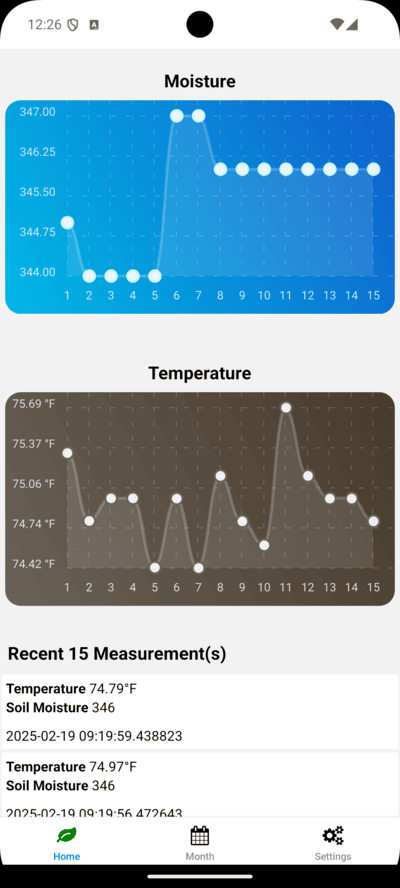 12:26
Moisture
347.00
346.25
345.50
344.75
344.00
1 2 3 4 5 6 7 8 9 10 11 12 13 14 15
Temperature
75.69 °F
75.37 °F
75.06 °F
74.74 °F
74.42 °F
1 2 3 4 5 6 7 8 9 10 11 12 13 14 15
Recent 15 Measurement(s)
Temperature 74.79°F
Soil Moisture 346
2025-02-19 09:19:59.438823
Temperature 74.97°F
Soil Moisture 346
2025-02-19 09:19:56.472643
Home Month Settings